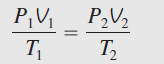 P₁V₁/T₁ = P₂V₂/T₂